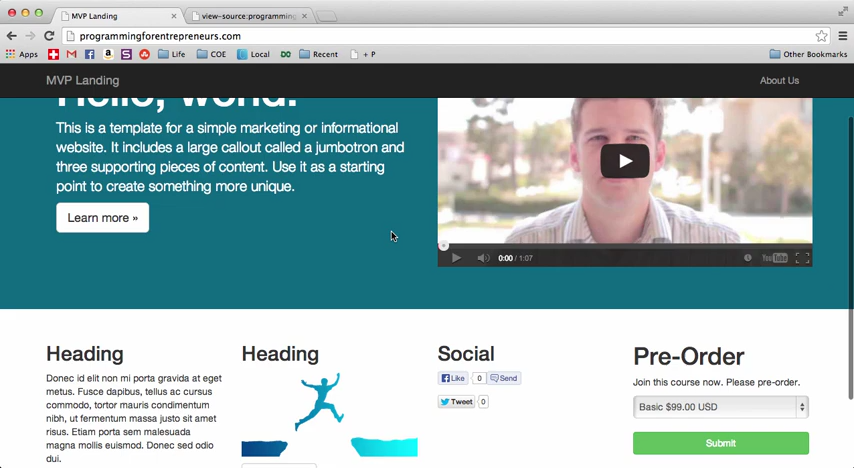 MVP Landing
view-source:programming
programmingforentrepreneurs.com
Apps
Life
COE
Local
Recent
+ P
Other Bookmarks
MVP Landing
About Us
Hello, world!
This is a template for a simple marketing or informational
website. It includes a large callout called a jumbotron and
three supporting pieces of content. Use it as a starting
point to create something more unique.
Learn more »
0:00 / 1:07
YouTube
Heading
Donec id elit non mi porta gravida at eget
metus. Fusce dapibus, tellus ac cursus
commodo, tortor mauris condimentum
nibh, ut fermentum massa justo sit amet
risus. Etiam porta sem malesuada
magna mollis euismod. Donec sed odio
dui.
Heading
Social
Like
0
Send
Tweet
0
Pre-Order
Join this course now. Please pre-order.
Basic $99.00 USD
Submit